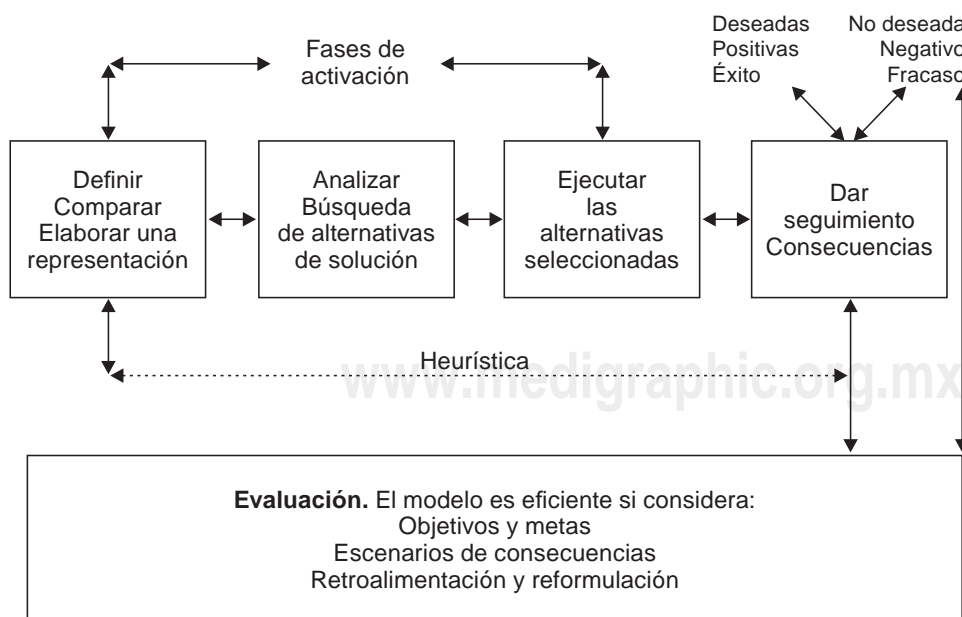 Deseadas
Positivas
Éxito
No deseada
Negativo
Fracaso
Fases de
activación
Definir
Comparar
Elaborar una
representación
Analizar
Búsqueda
de alternativas
de solución
Ejecutar
las
alternativas
seleccionadas
Dar
seguimiento
Consecuencias
Heurística
www.medigraphic.org.mx
Evaluación. El modelo es eficiente si considera:
Objetivos y metas
Escenarios de consecuencias
Retroalimentación y reformulación